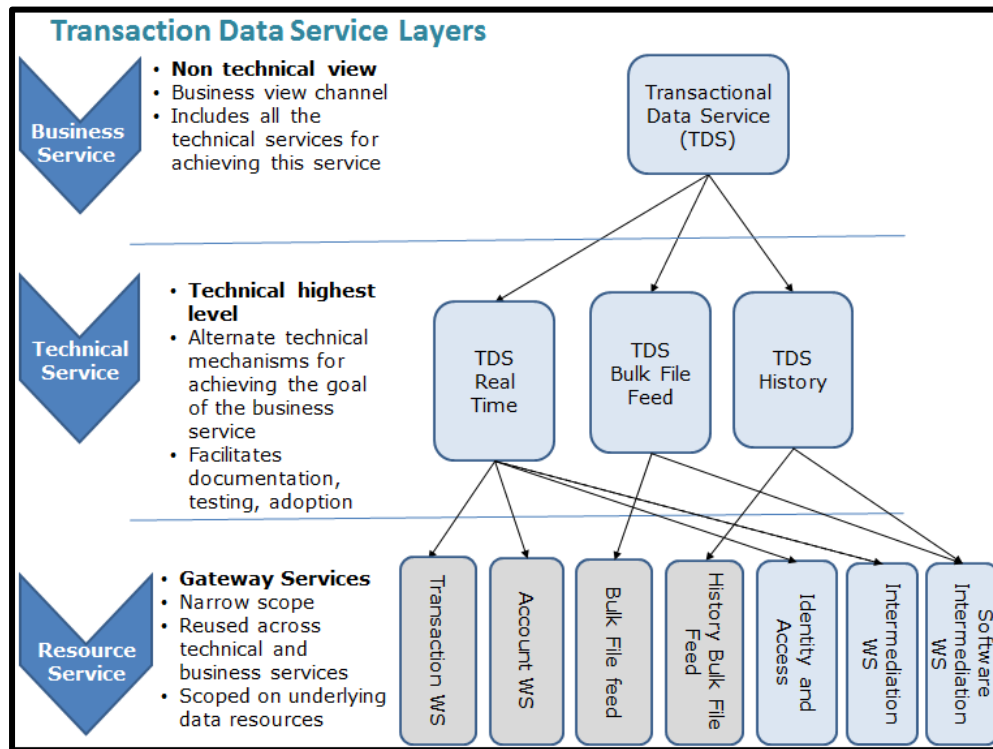 Transaction Data Service Layers
Business
Service
• Non technical view
• Business view channel
• Includes all the
technical services for
achieving this service
Transactional
Data Service
(TDS)
Technical
Service
• Technical highest
level
• Alternate technical
mechanisms for
achieving the goal
of the business
service
• Facilitates
documentation,
testing, adoption
TDS
Real
Time
TDS
Bulk File
Feed
TDS
History
Resource
Service
• Gateway Services
• Narrow scope
• Reused across
technical and
business services
• Scoped on underlying
data resources
Transaction WS
Account WS
Bulk File feed
History Bulk File
Feed
Identity and
Access
Intermediation
WS
Software
Intermediation
WS